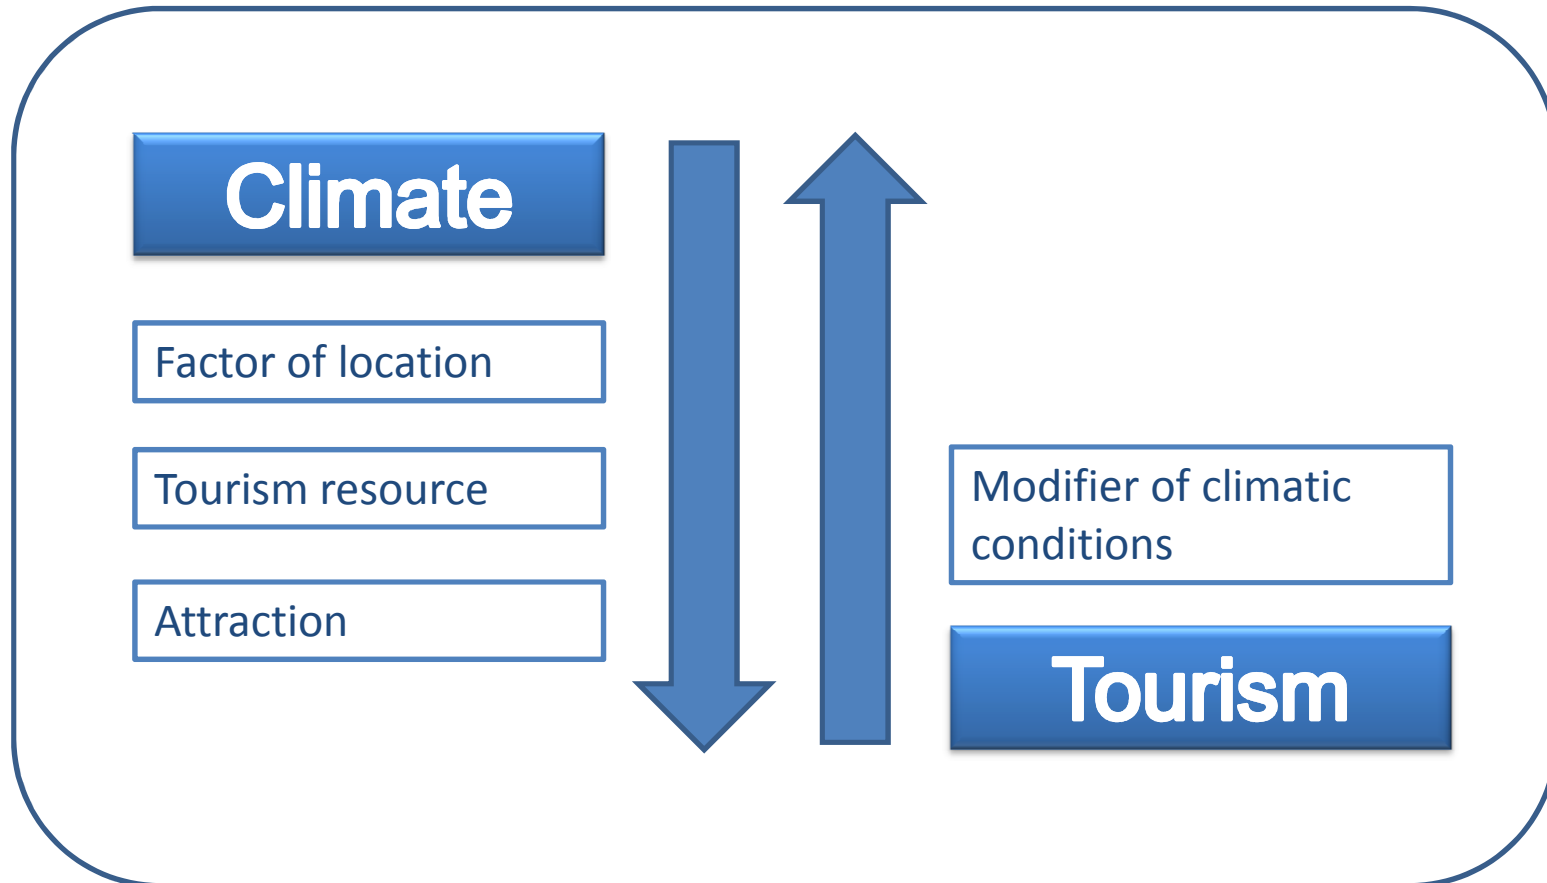 Climate
Factor of location
Tourism resource
Attraction
Modifier of climatic
conditions
Tourism